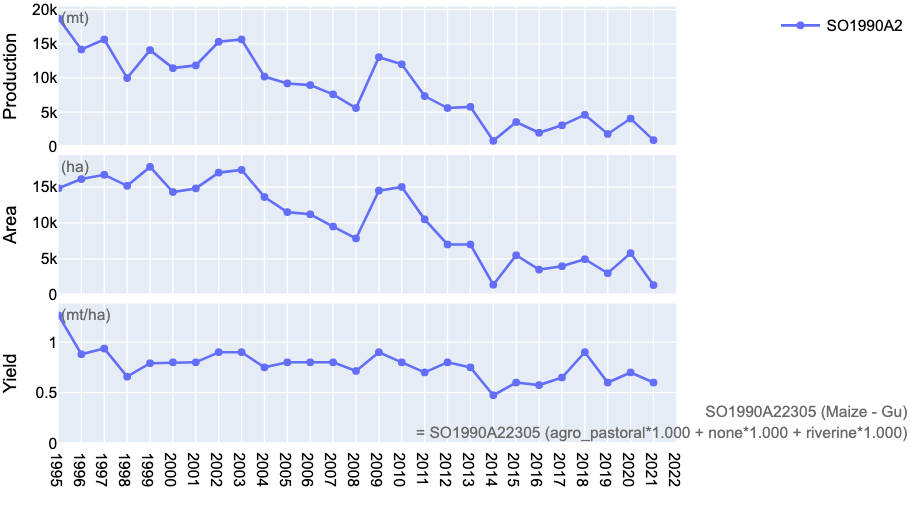 20k
(mt)
15k
10k
5k
0
Production
SO1990A2
(ha)
15k
10k
5k
0
Area
(mt/ha)
1
0.5
0
Yield
SO1990A22305 (Maize - Gu)
= SO1990A22305 (agro_pastoral*1.000 + none*1.000 + riverine*1.000)
1995
1996
1997
1998
1999
2000
2001
2002
2003
2004
2005
2006
2007
2008
2009
2010
2011
2012
2013
2014
2015
2016
2017
2018
2019
2020
2021
2022